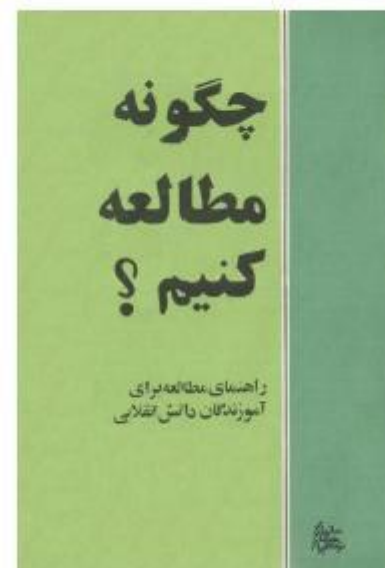 چگونه
مطالعه
کنیم ؟
راهنمای مطالعه برای
آموزندگان دانش انقلابی